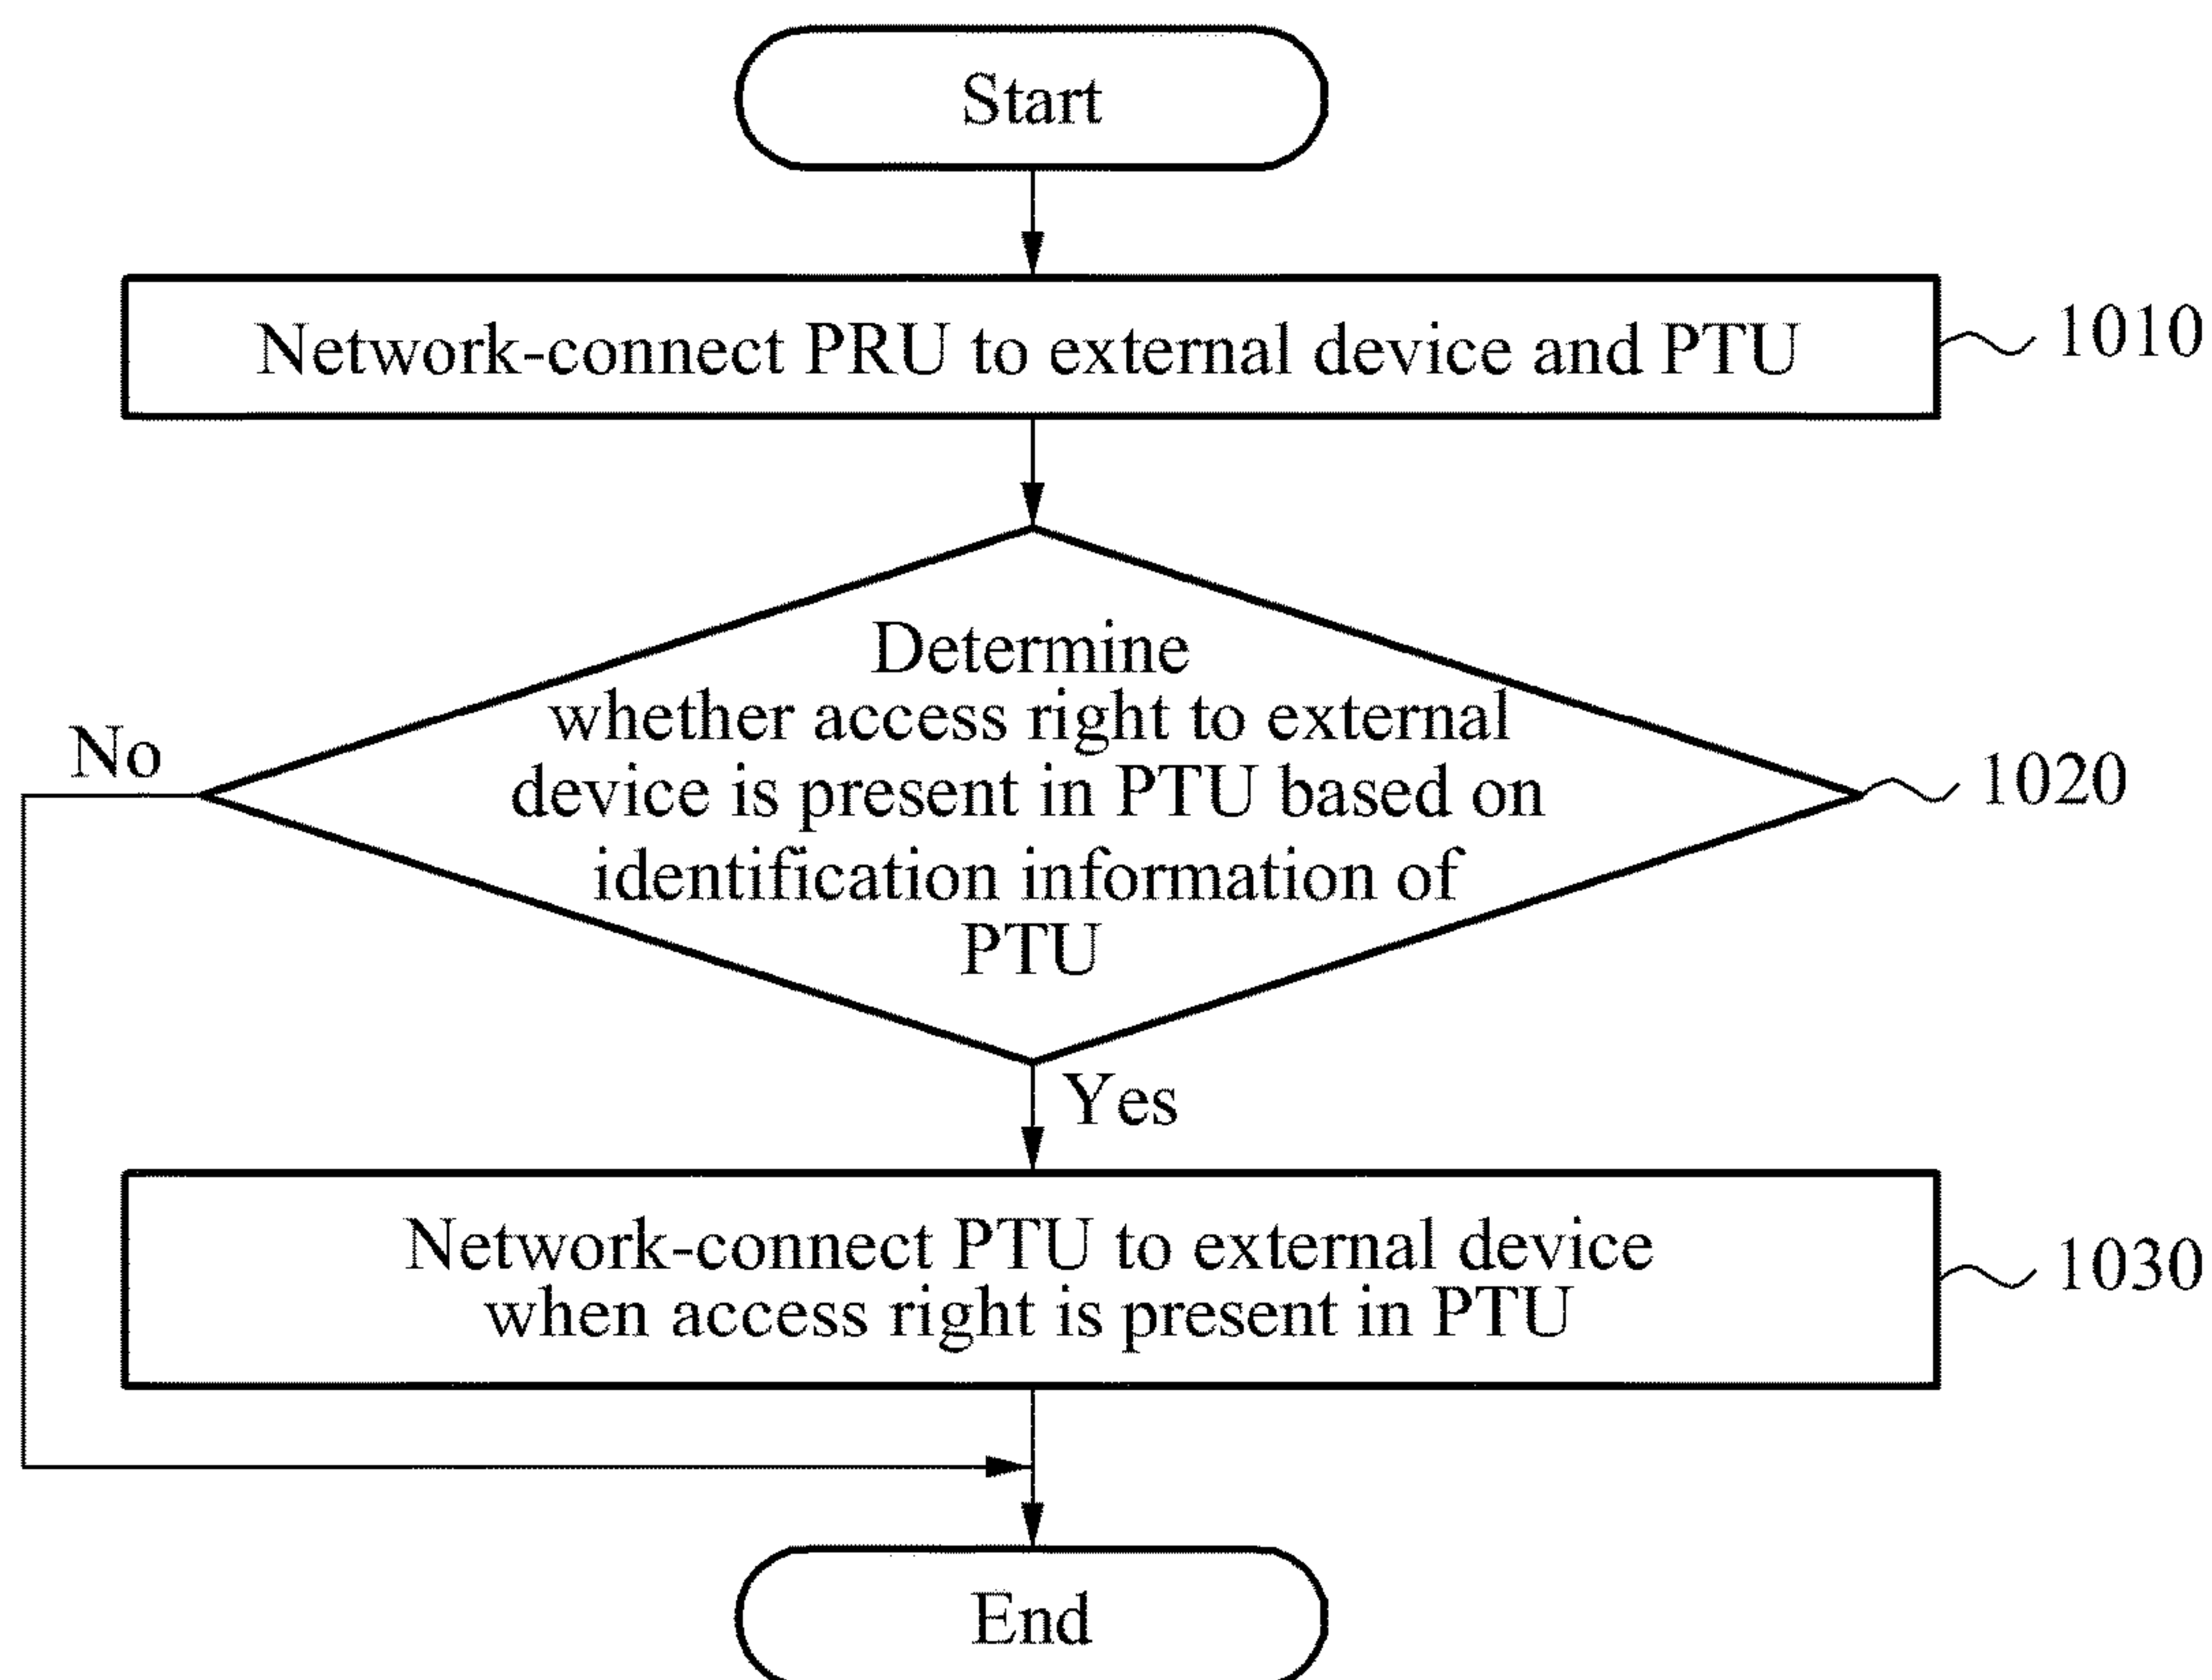 Start
Network-connect PRU to external device and PTU
1010
Determine
whether access right to external
device is present in PTU based on
identification information of
PTU
1020
No
Yes
Network-connect PTU to external device
when access right is present in PTU
1030
End